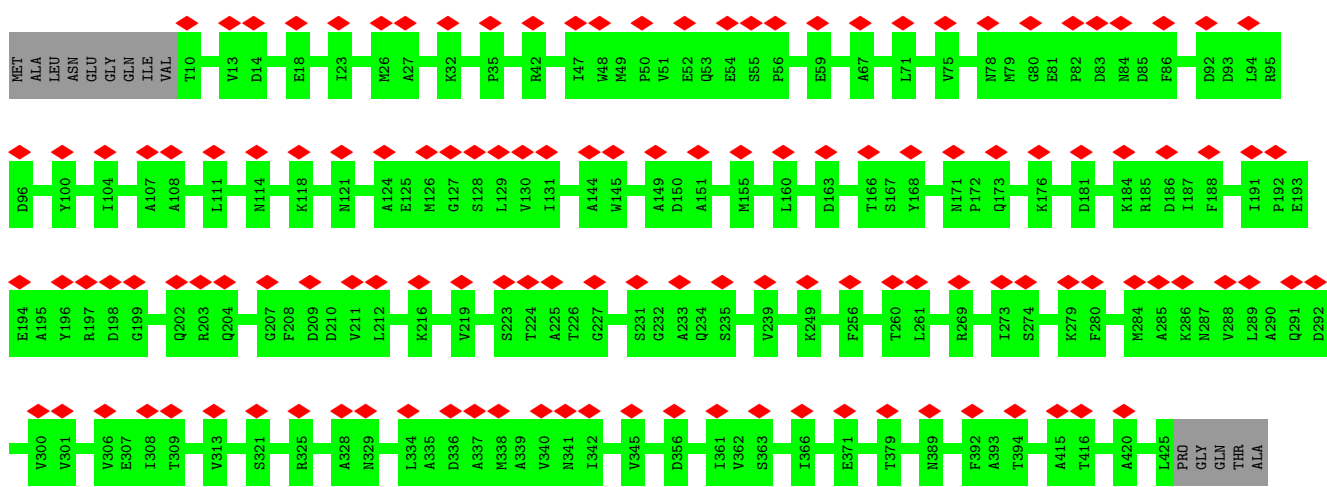 MET ALA LEU ASN GLU GLY GLN ILE VAL T10 V13 D14 E18 I23 M26 A27 K32 P35 R42 I47 W48 M49 P50 V51 E52 Q53 E54 S55 P56 E59 A67 L71 V75 N78 M79 G80 E81 P82 D83 N84 D85 F86 D92 D93 L94 R95
D96 Y100 I104 A107 A108 L111 N114 K118 N121 A124 E125 M126 G127 S128 L129 V130 I131 A144 W145 A149 D150 A151 M155 L160 D163 T166 S167 Y168 N171 P172 Q173 K176 D181 K184 R185 D186 I187 F188 I191 P192 E193
E194 A195 Y196 R197 D198 G199 Q202 R203 Q204 G207 F208 D209 D210 V211 L212 K216 V219 S223 T224 A225 T226 G227 S231 G232 A233 Q234 S235 V239 K249 F256 T260 L261 R269 I273 S274 K279 F280 M284 A285 K286 N287 V288 L289 A290 Q291 D292
V300 V301 V306 E307 I308 T309 V313 S321 R325 A328 N329 L334 A335 D336 A337 M338 A339 V340 N341 I342 V345 D356 I361 V362 S363 I366 E371 T379 N389 F392 A393 T394 A415 T416 A420 L425 PRO GLY GLN THR ALA